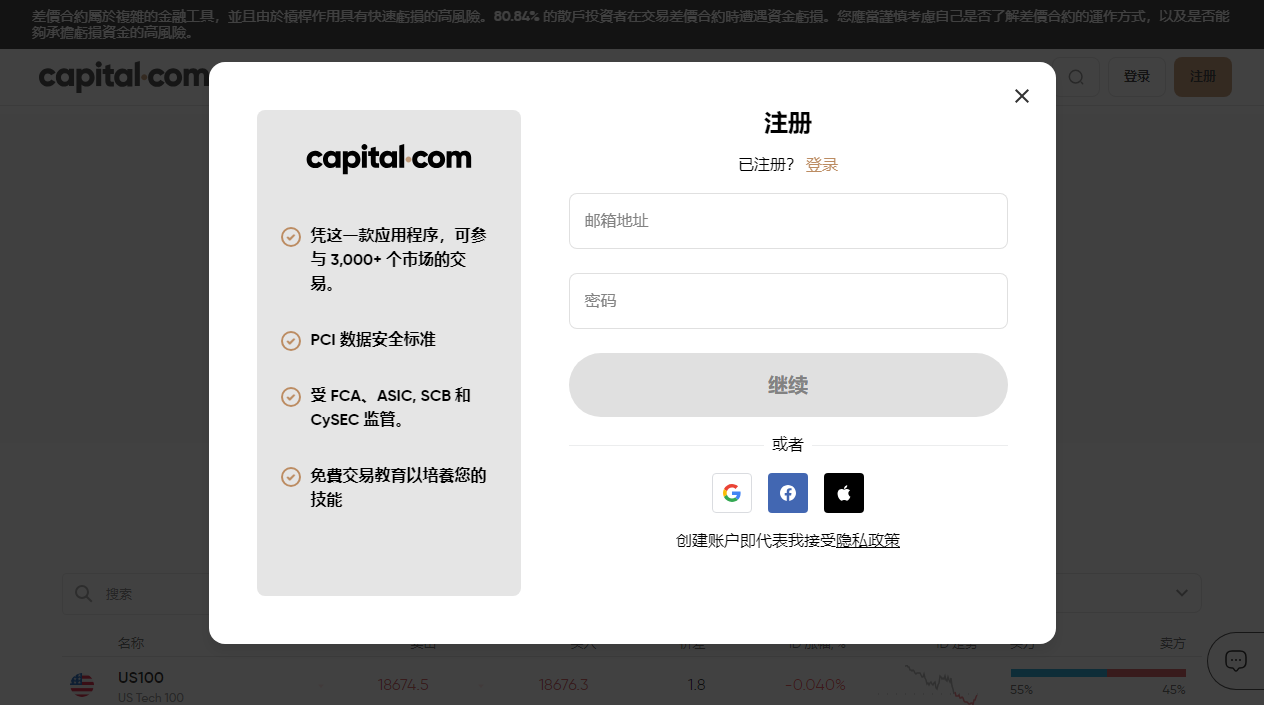 差價合約屬於複雜的金融工具，並且由於槓桿作用具有快速虧損的高風險。80.84% 的散戶投資者在交易差價合約時遭遇資金虧損。您應當謹慎考慮自己是否了解差價合約的運作方式，以及是否能
夠承擔虧損資金的高風險。
capital.com
登录
注册
capital.com
凭这一款应用程序，可参
与 3,000+ 个市场的交
易。
PCI 数据安全标准
受 FCA、ASIC, SCB 和
CySEC 监管。
免費交易教育以培養您的
技能
注册
已注册？ 登录
邮箱地址
密码
继续
或者
创建账户即代表我接受隐私政策
搜索
名称
卖方
US100
US Tech 100
18674.5
18676.3
1.8
-0.040%
55%
45%